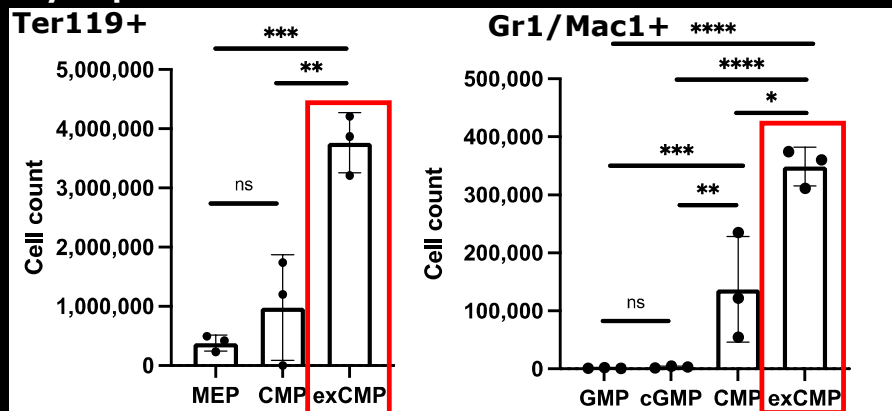 Ter119+
***
**
ns
5,000,000
4,000,000
3,000,000
2,000,000
1,000,000
0
Cell count
MEP CMP exCMP
Gr1/Mac1+
****
****
*
***
**
ns
500,000
400,000
300,000
200,000
100,000
0
Cell count
GMP cGMP CMP exCMP